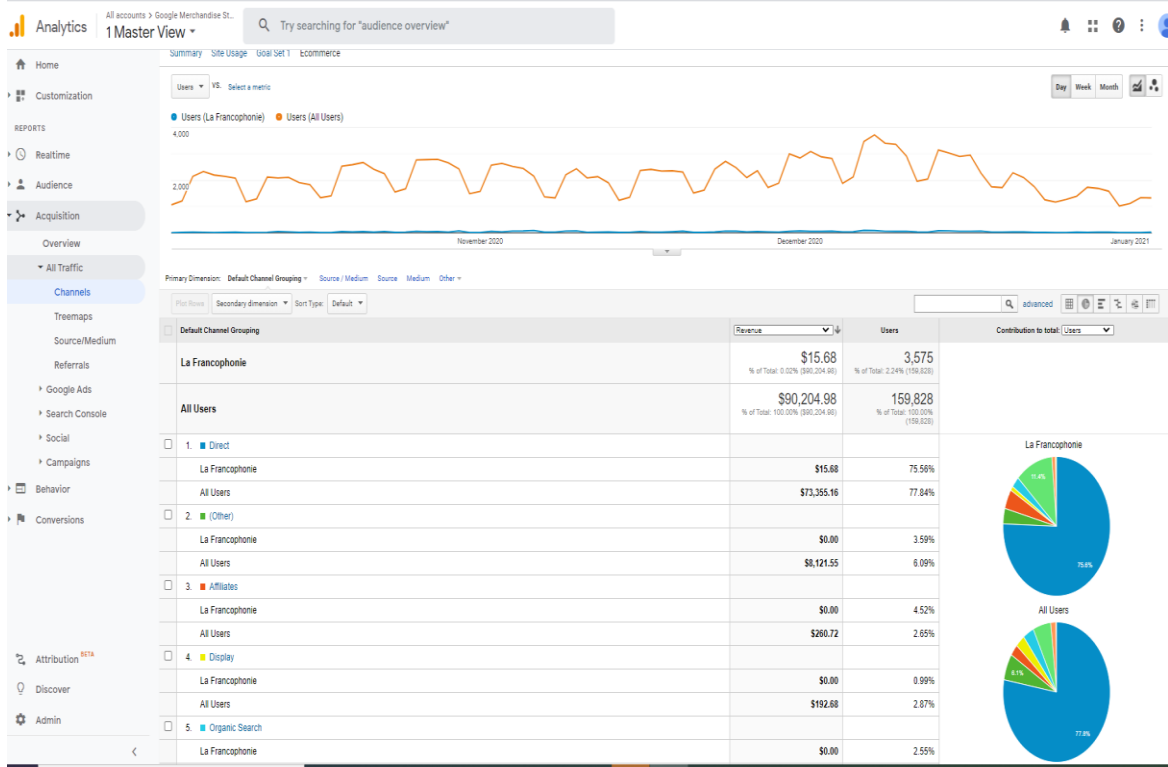 Analytics
All accounts > Google Merchandise St...
1 Master View
Try searching for "audience overview"
Home
Customization
REPORTS
Realtime
Audience
Acquisition
Overview
All Traffic
Channels
Treemaps
Source/Medium
Referrals
Google Ads
Search Console
Social
Campaigns
Behavior
Conversions
Attribution BETA
Discover
Admin
Summary Site Usage Goal Set 1 Ecommerce
Users VS. Select a metric
Day Week Month
Users (La Francophonie) Users (All Users)
4,000
2,000
November 2020 December 2020 January 2021
Primary Dimension: Default Channel Grouping Source / Medium Source Medium Other
Plot Rows Secondary dimension Sort Type: Default advanced
Default Channel Grouping Revenue Users Contribution to total: Users
La Francophonie $15.68 3,575
% of Total: 0.02% ($90,204.98) % of Total: 2.24% (159,828)
All Users $90,204.98 159,828
% of Total: 100.00% ($90,204.98) % of Total: 100.00%
(159,828)
1. Direct
La Francophonie $15.68 75.56%
All Users $73,355.16 77.84%
2. (Other)
La Francophonie $0.00 3.59%
All Users $8,121.55 6.09%
3. Affiliates
La Francophonie $0.00 4.52%
All Users $260.72 2.65%
4. Display
La Francophonie $0.00 0.99%
All Users $192.68 2.87%
5. Organic Search
La Francophonie $0.00 2.55%
La Francophonie
11.4%
75.6%
All Users
6.1%
77.8%